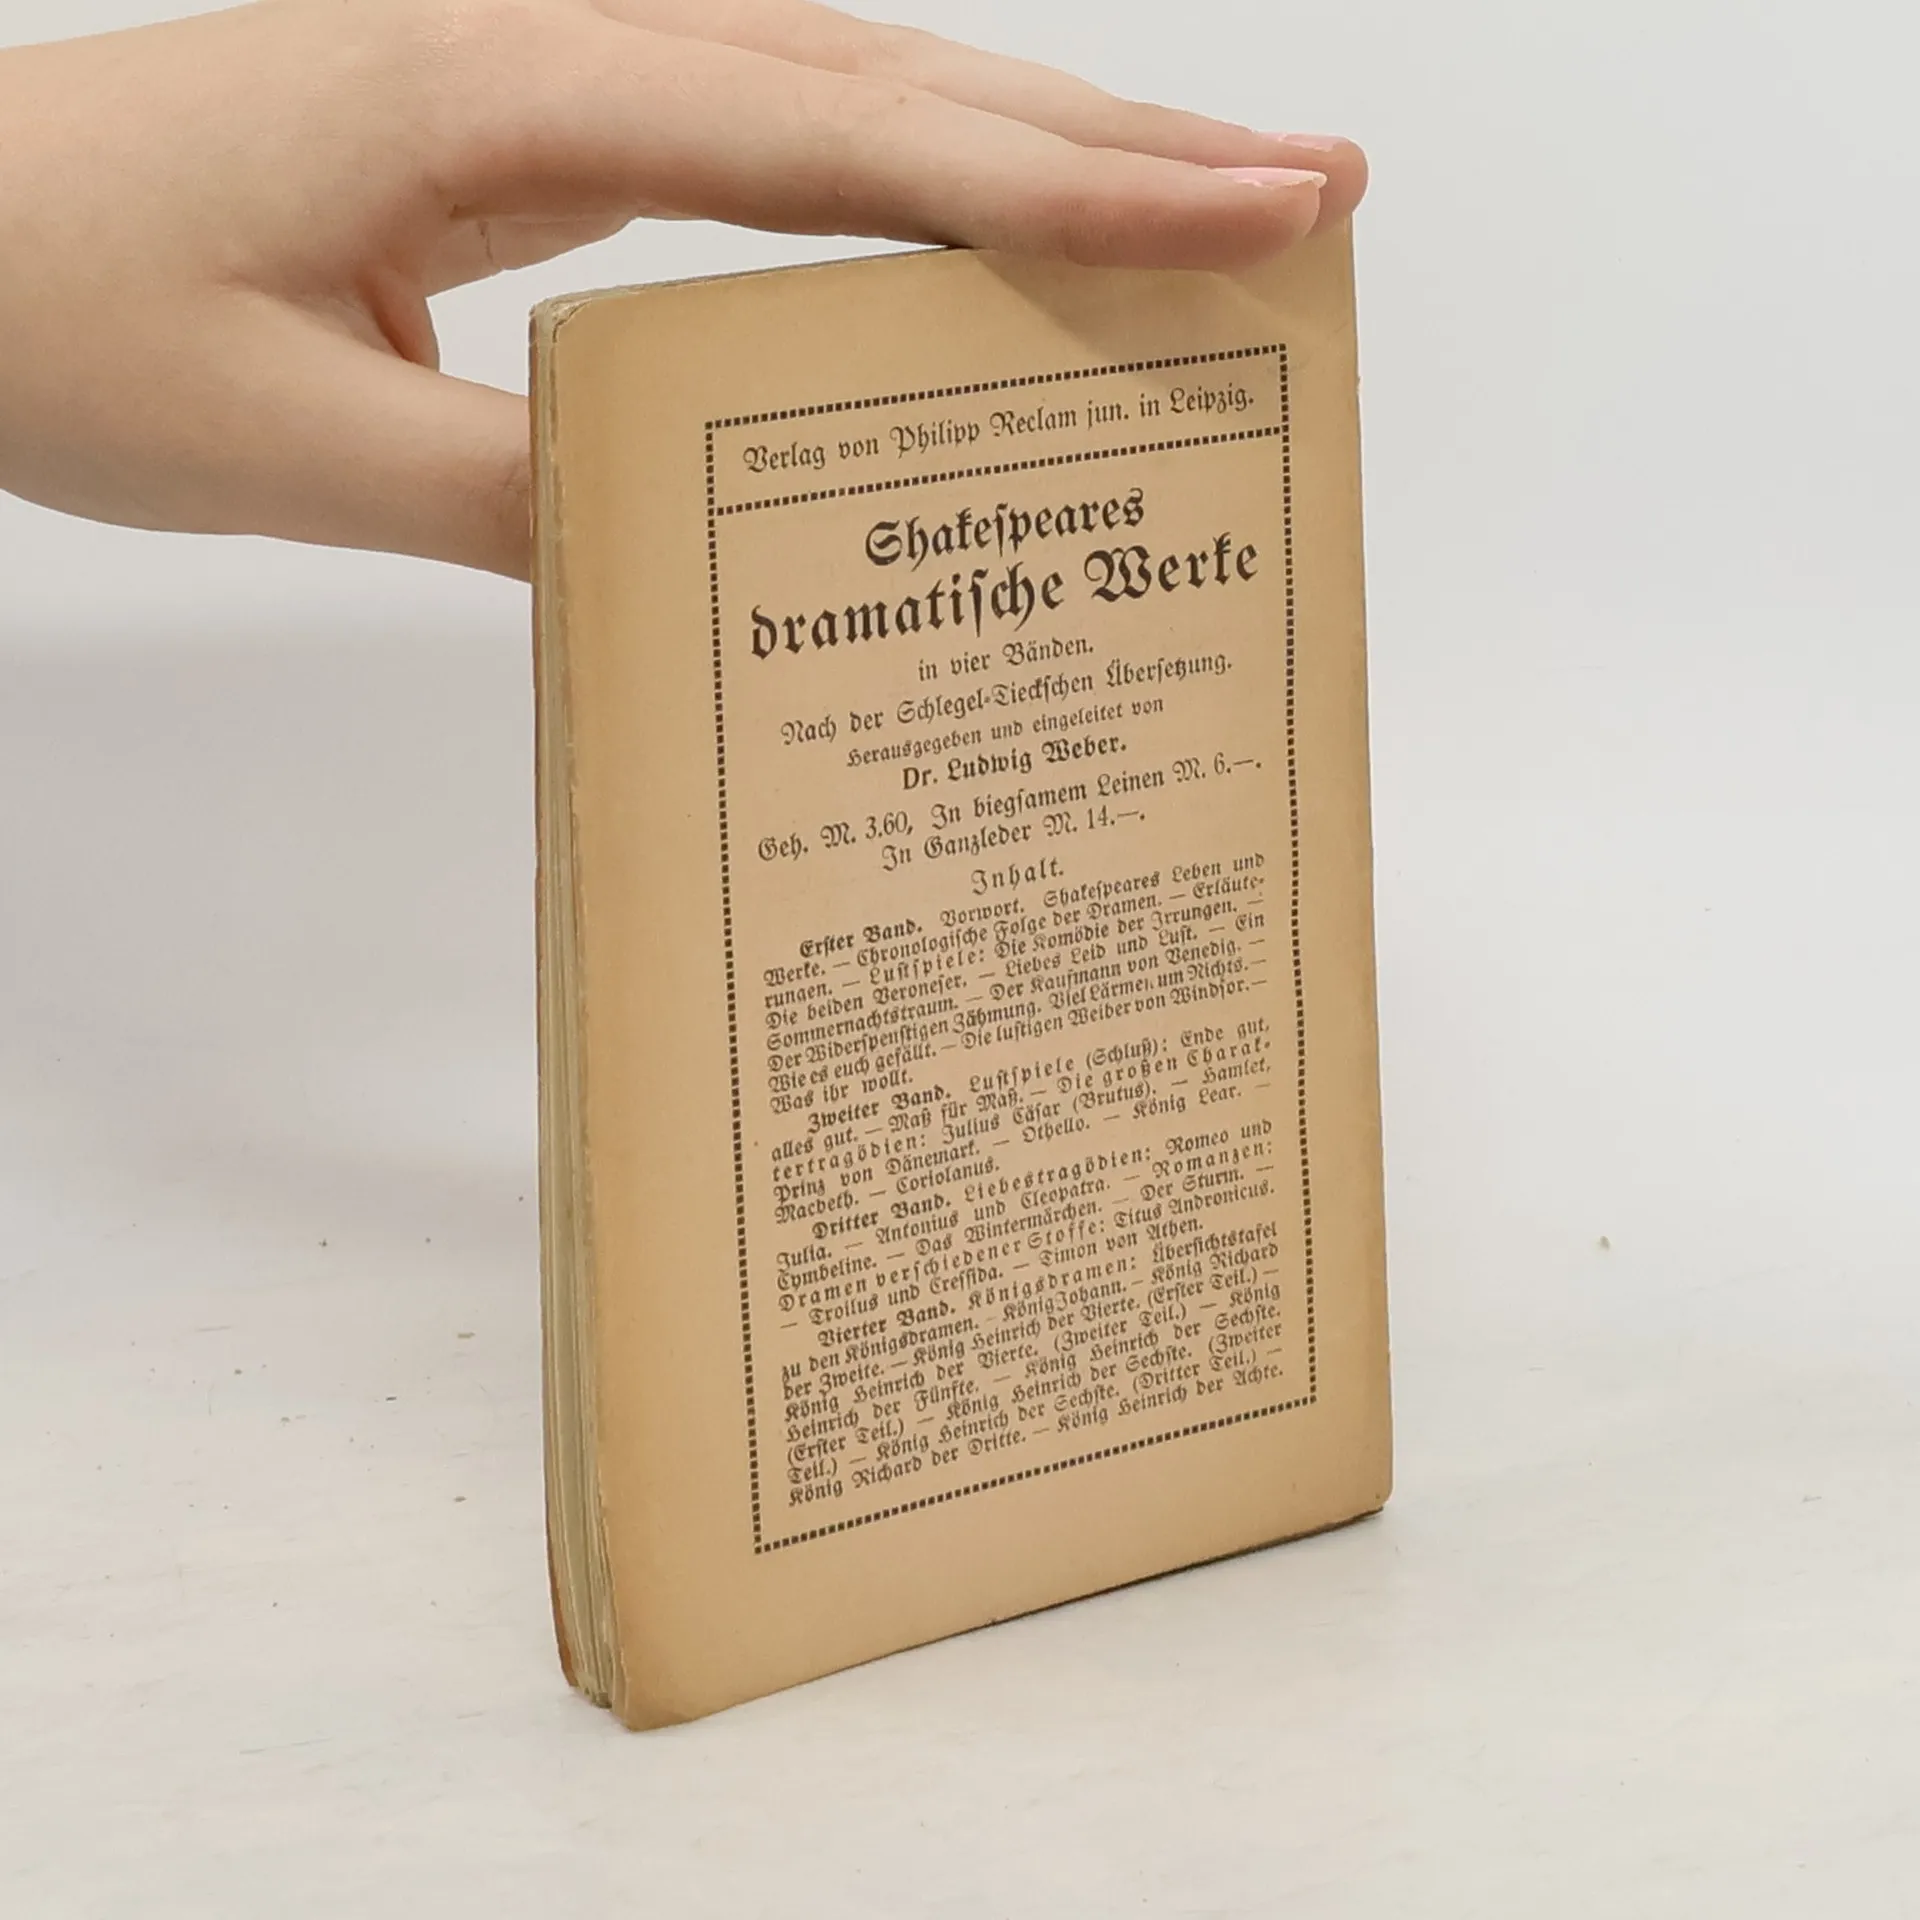 Verlag von Philipp Reclam jun. in Leipzig.
Shakeſpeares
dramatiſche Werke
in vier Bänden.
Nach der Schlegel-Tieckſchen Überſetzung.
Herausgegeben und eingeleitet von
Dr. Ludwig Weber.
Geh. M. 3.60, In biegſamem Leinen M. 6.—.
In Ganzleder M. 14.—.
Inhalt.
Erſter Band. Vorwort. Shakeſpeares Leben und
Werke. — Chronologiſche Folge der Dramen. — Erläute-
rungen. — Luſtſpiele: Die Komödie der Irrungen. —
Die beiden Veroneſer. — Liebes Leid und Luſt. — Ein
Sommernachtstraum. — Der Kaufmann von Venedig. —
Der Widerſpenſtigen Zähmung. Viel Lärmen um Nichts. —
Wie es euch gefällt. — Die luſtigen Weiber von Windſor. —
Was ihr wollt.
Zweiter Band. Luſtſpiele (Schluß): Ende gut,
alles gut. — Maß für Maß. — Die großen Charak-
tertragödien: Julius Cäſar (Brutus). — Hamlet,
Prinz von Dänemark. — Othello. — König Lear. —
Macbeth. — Coriolanus.
Dritter Band. Liebestragödien: Romeo und
Julia. — Antonius und Cleopatra. — Romanzen:
Cymbeline. — Das Wintermärchen. — Der Sturm. —
Dramen verſchiedener Stoffe: Titus Andronicus.
— Troilus und Creſſida. — Timon von Athen.
Vierter Band. Königsdramen: Überſichtstafel
zu den Königsdramen. — König Johann. — König Richard
der Zweite. — König Heinrich der Vierte. (Erſter Teil.) —
König Heinrich der Vierte. (Zweiter Teil.) — König
Heinrich der Fünfte. — König Heinrich der Sechſte.
(Erſter Teil.) — König Heinrich der Sechſte. (Zweiter
Teil.) — König Heinrich der Sechſte. (Dritter Teil.) —
König Richard der Dritte. — König Heinrich der Achte.